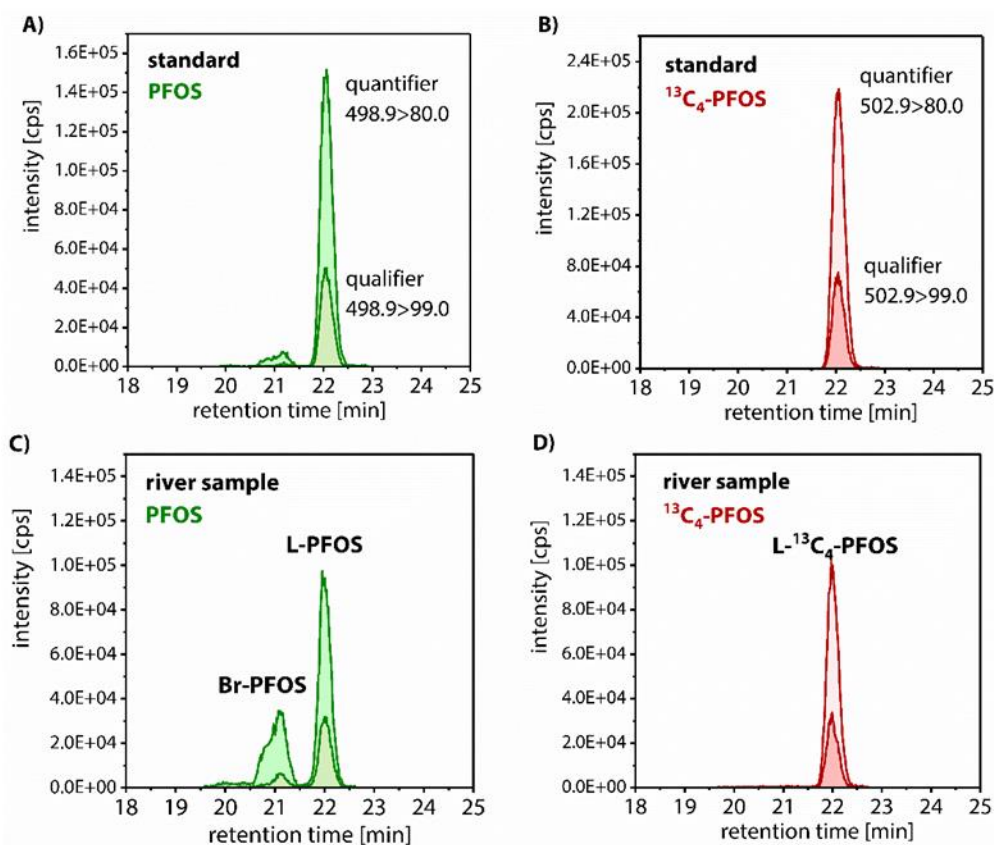 A)
standard
PFOS
quantifier
498.9>80.0
qualifier
498.9>99.0
intensity [cps]
1.6E+05
1.4E+05
1.2E+05
1.0E+05
8.0E+04
6.0E+04
4.0E+04
2.0E+04
0.0E+00
18 19 20 21 22 23 24 25
retention time [min]
B)
standard
¹³C₄-PFOS
quantifier
502.9>80.0
qualifier
502.9>99.0
intensity [cps]
2.4E+05
2.0E+05
1.6E+05
1.2E+05
8.0E+04
4.0E+04
0.0E+00
18 19 20 21 22 23 24 25
retention time [min]
C)
river sample
PFOS
L-PFOS
Br-PFOS
intensity [cps]
1.4E+05
1.2E+05
1.0E+05
8.0E+04
6.0E+04
4.0E+04
2.0E+04
0.0E+00
18 19 20 21 22 23 24 25
retention time [min]
D)
river sample
¹³C₄-PFOS
L-¹³C₄-PFOS
intensity [cps]
1.4E+05
1.2E+05
1.0E+05
8.0E+04
6.0E+04
4.0E+04
2.0E+04
0.0E+00
18 19 20 21 22 23 24 25
retention time [min]